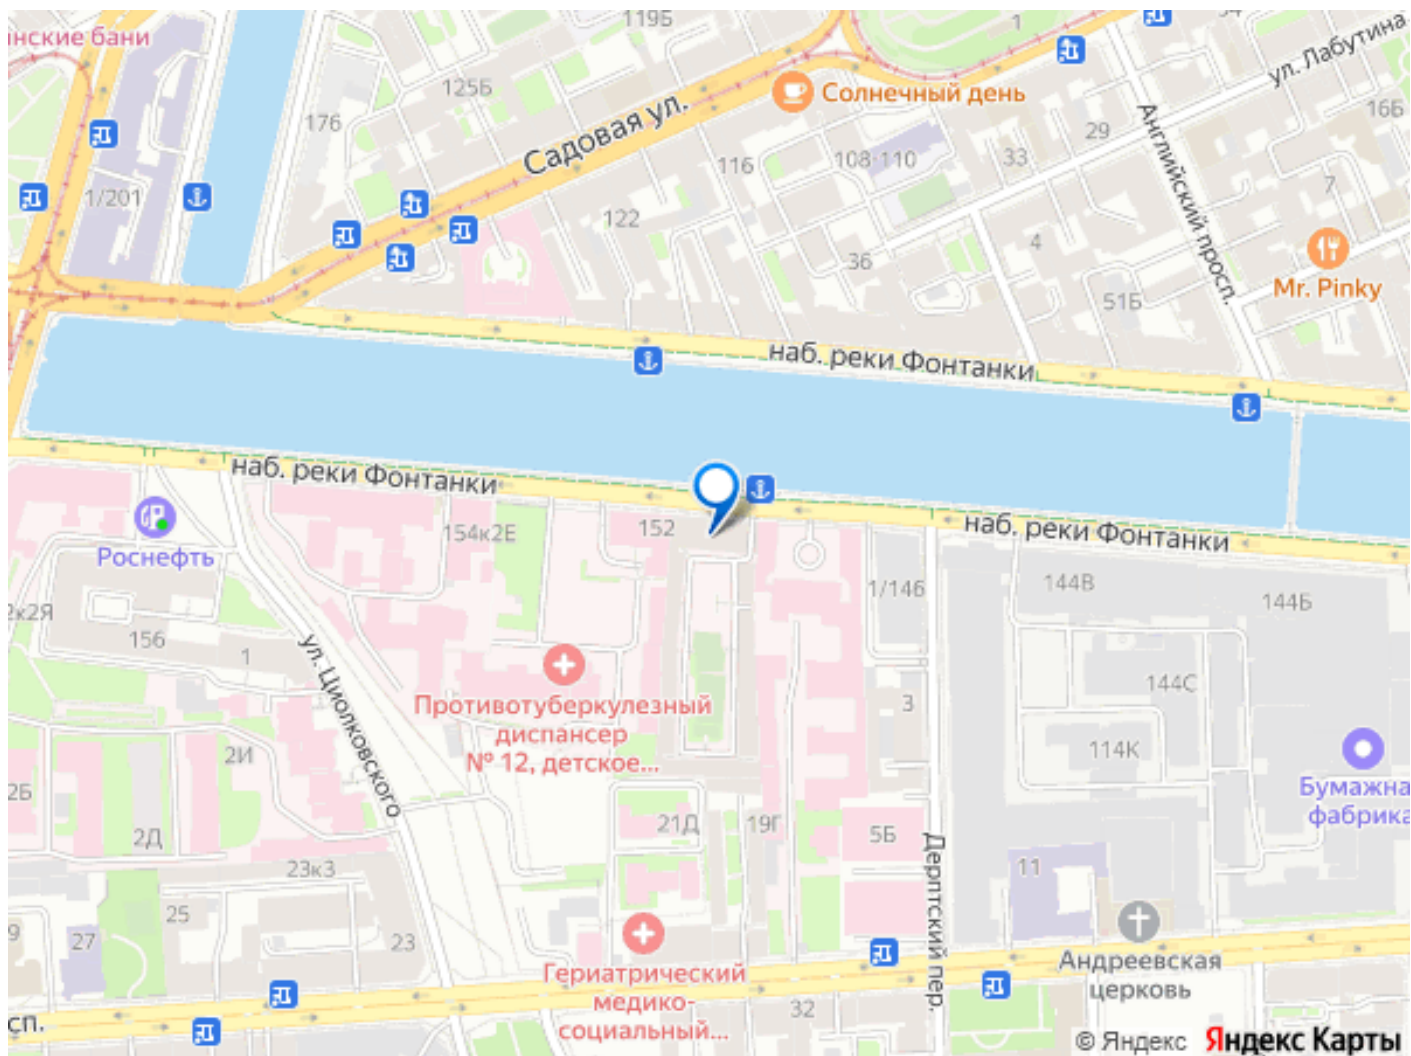 нские бани
119Б
1
ул. Лабутина
125Б
176
Садовая ул.
Солнечный день
16Б
29
Английский просп.
33
108-110
116
7
1/201
122
4
36
Mr. Pinky
51Б
наб. реки Фонтанки
наб. реки Фонтанки
наб. реки Фонтанки
Роснефть
154к2Е
152
1/146
144В
144Б
2к2Я
156
1
ул. Циолковского
Противотуберкулезный
диспансер
№ 12, детское...
3
144С
114К
2И
2Б
2Д
21Д
19Г
5Б
Бумажна
фабрика
Дерптский пер.
23к3
11
25
9
27
23
Гериатрический
медико-
социальный...
32
Андреевская
церковь
сп.
© Яндекс Яндекс Карты